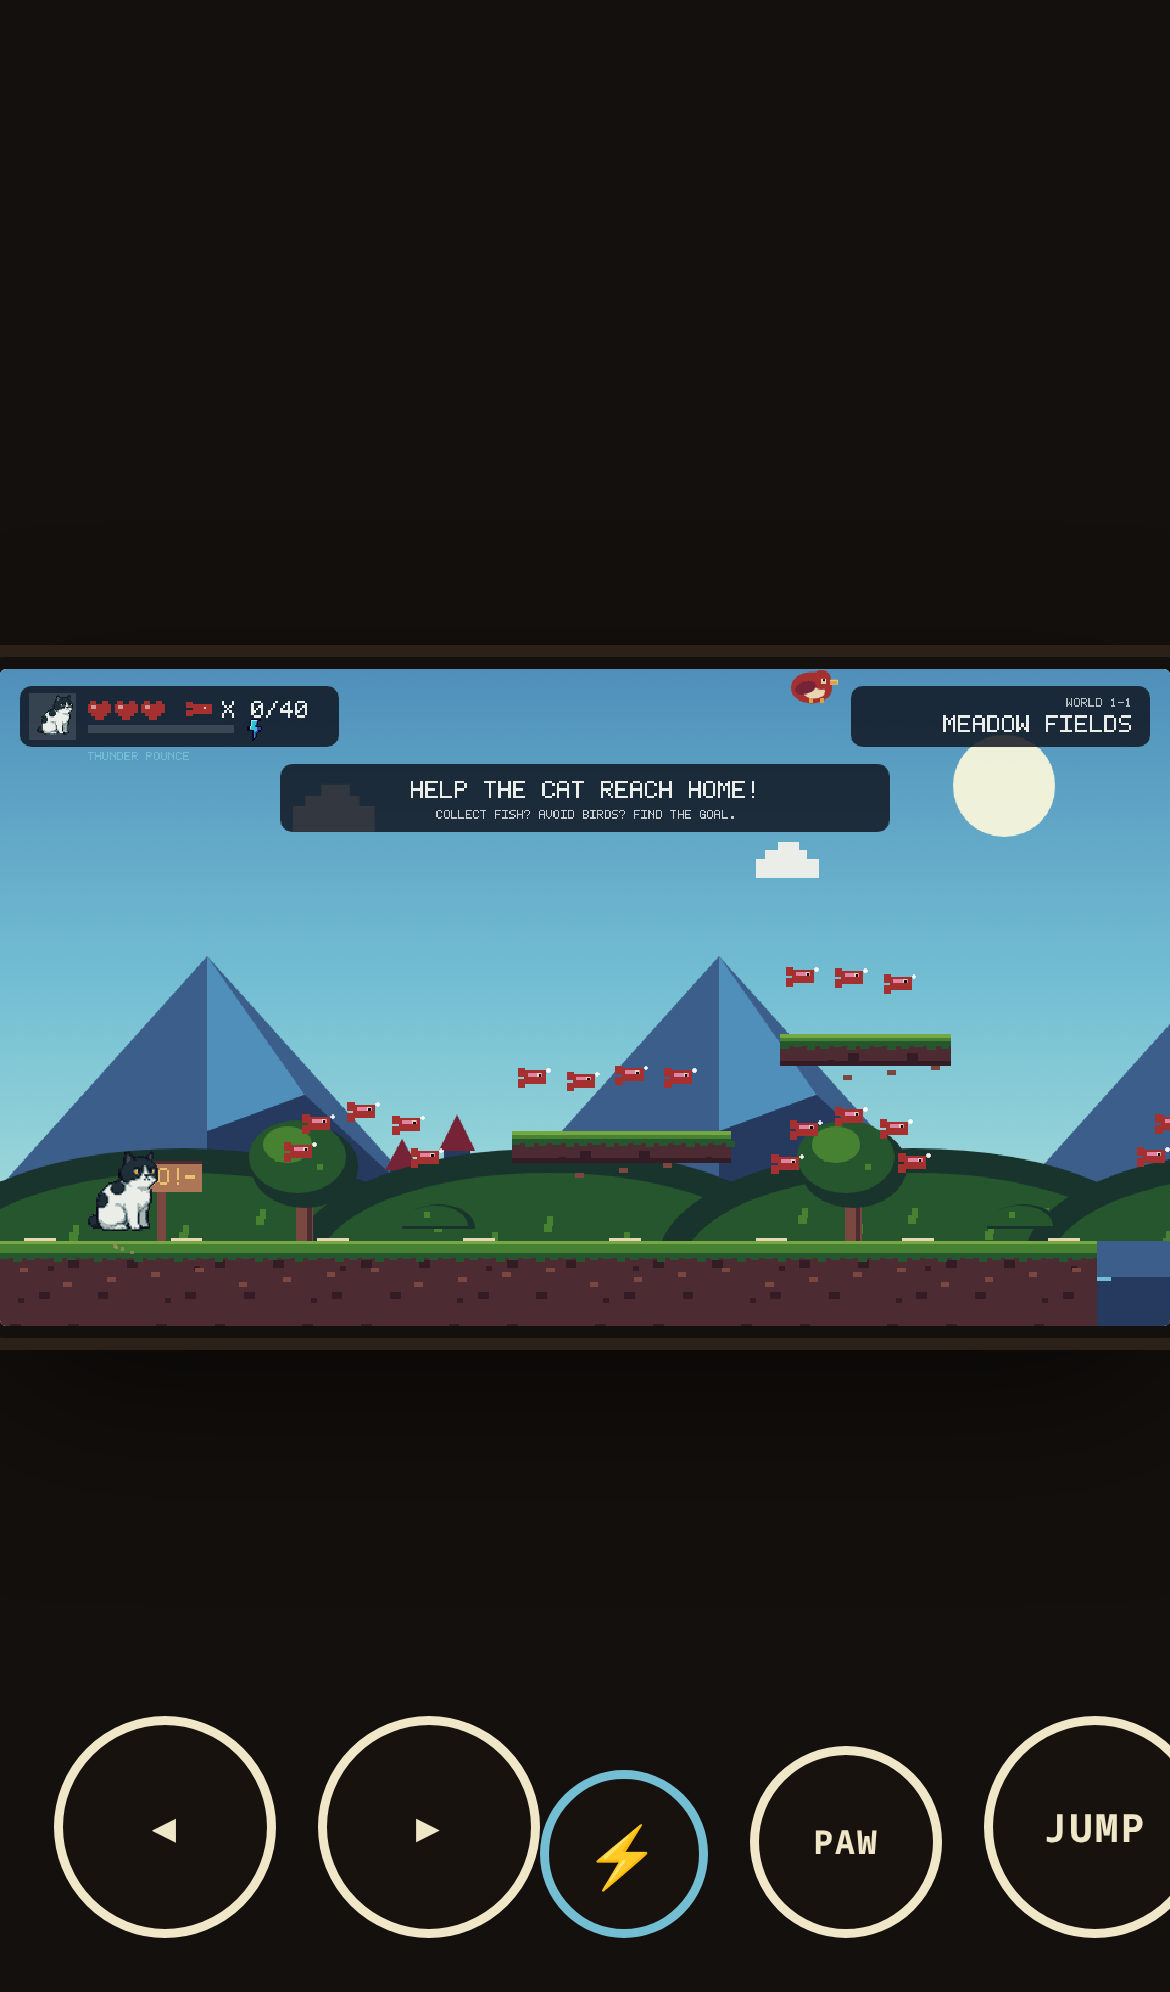 X 0/40
THUNDER POUNCE
WORLD 1-1
MEADOW FIELDS
HELP THE CAT REACH HOME!
COLLECT FISH? AVOID BIRDS? FIND THE GOAL.
O!-
PAW
JUMP